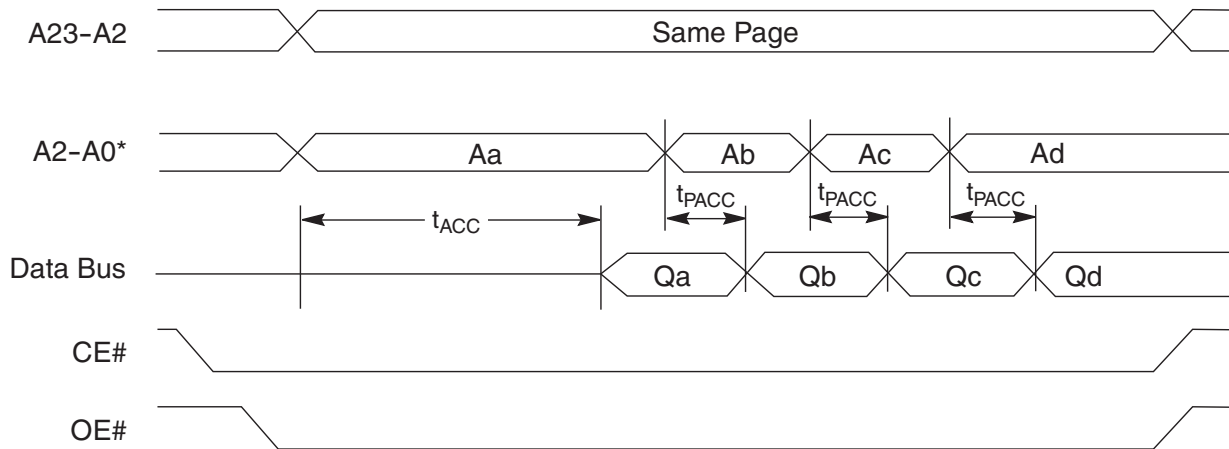 A23–A2
Same Page
A2–A0*
Aa
Ab
Ac
Ad
tACC
tPACC
tPACC
tPACC
Data Bus
Qa
Qb
Qc
Qd
CE#
OE#